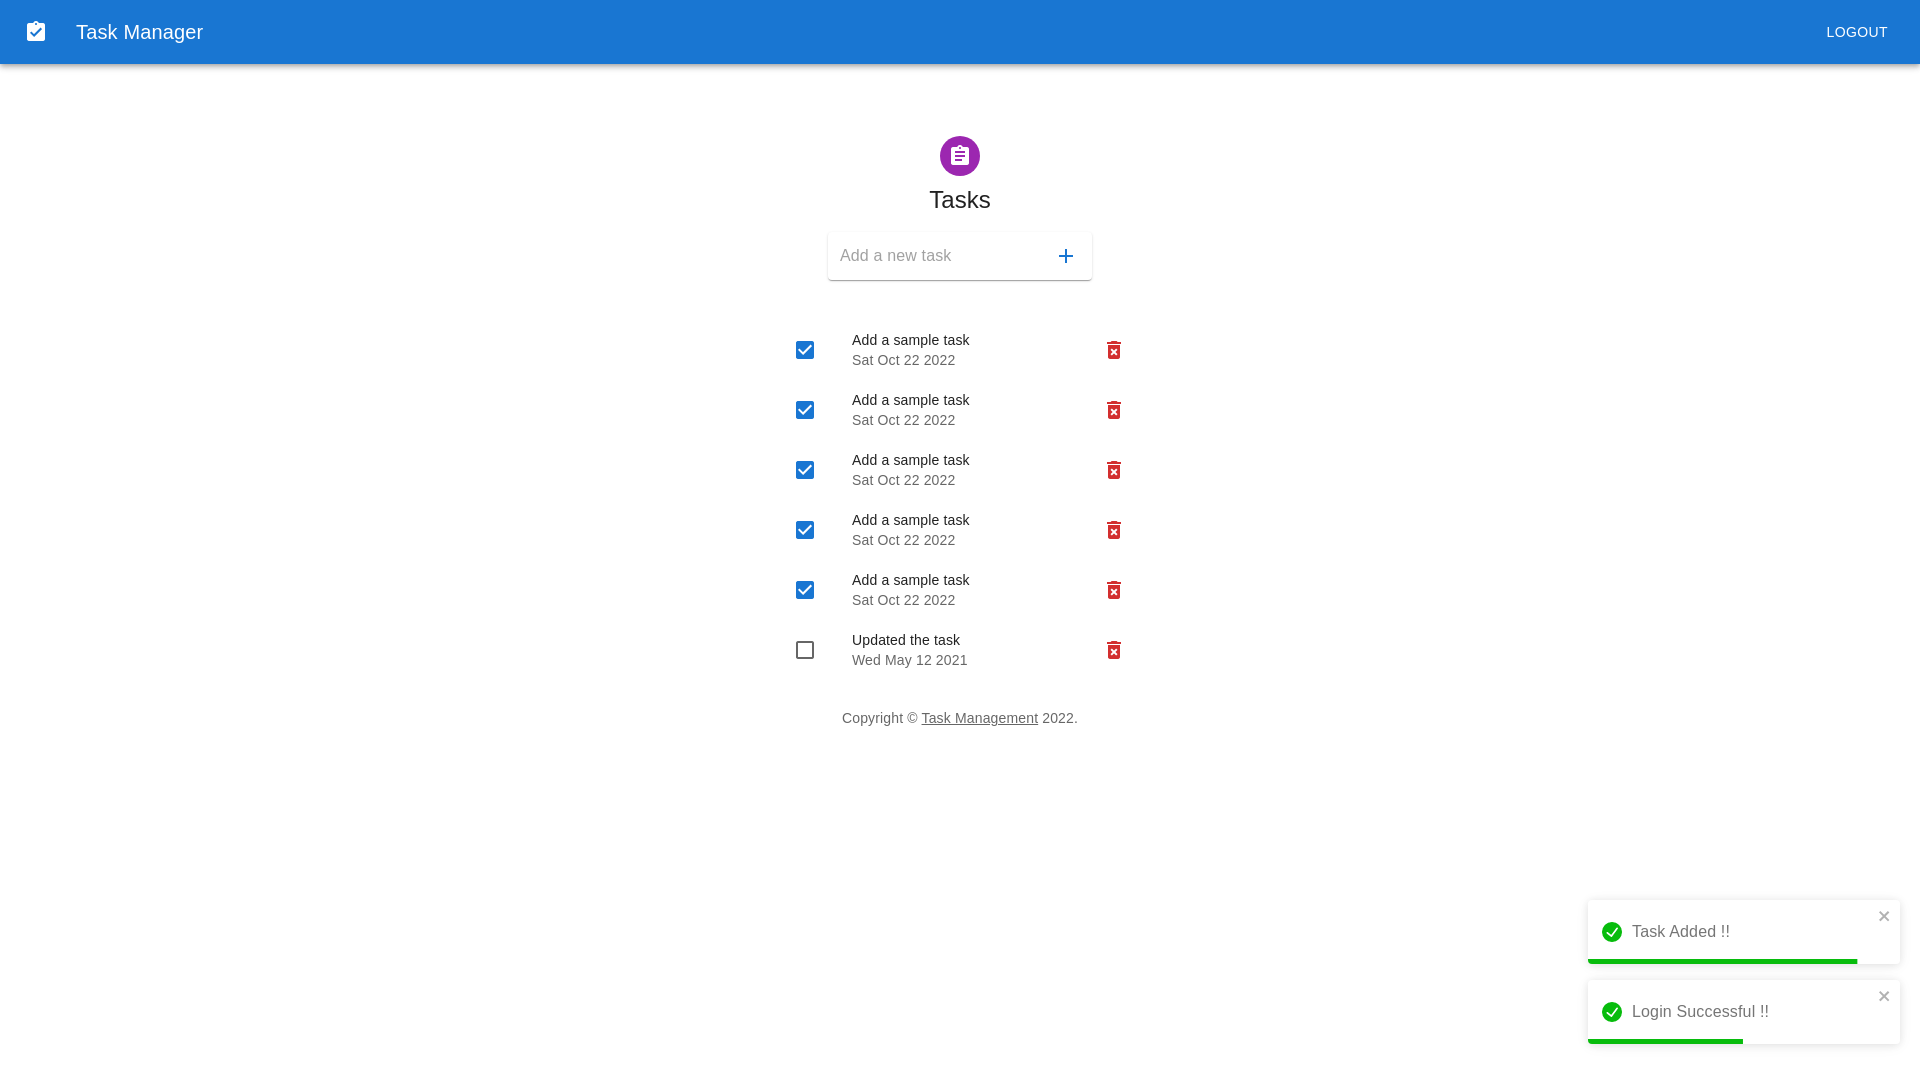 Task Manager
LOGOUT
Tasks
Add a new task
Add a sample task
Sat Oct 22 2022
Add a sample task
Sat Oct 22 2022
Add a sample task
Sat Oct 22 2022
Add a sample task
Sat Oct 22 2022
Add a sample task
Sat Oct 22 2022
Updated the task
Wed May 12 2021
Copyright © Task Management 2022.
Task Added !!
Login Successful !!